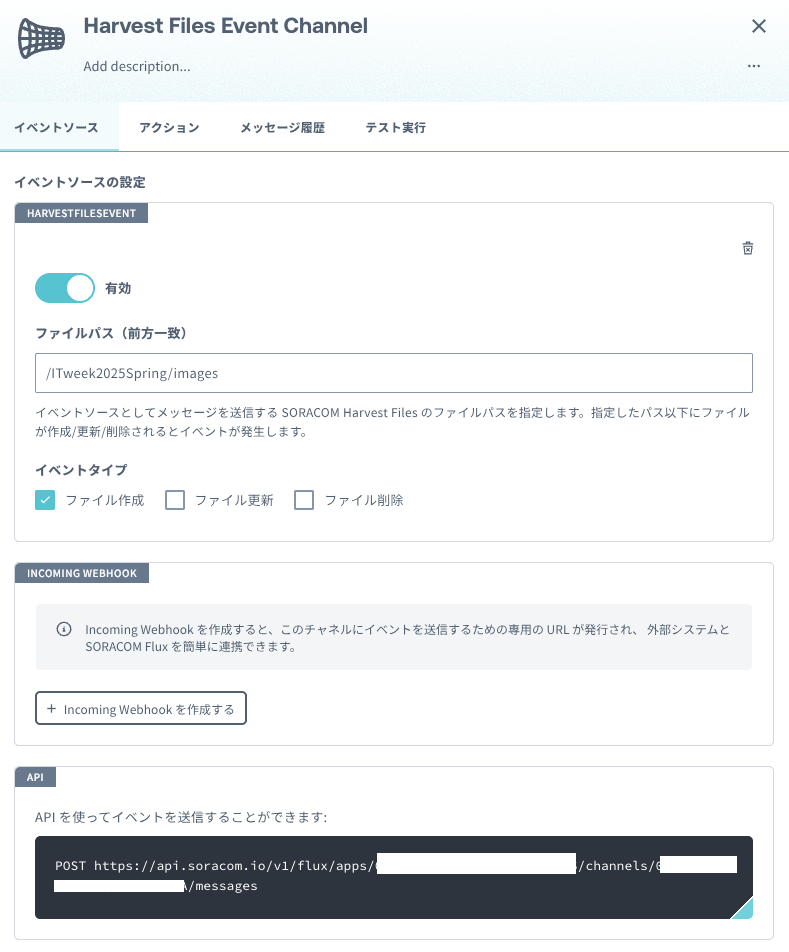 Harvest Files Event Channel
Add description...
イベントソース
アクション
メッセージ履歴
テスト実行
イベントソースの設定
HARVESTFILESEVENT
有効
ファイルパス（前方一致）
/ITweek2025Spring/images
イベントソースとしてメッセージを送信する SORACOM Harvest Files のファイルパスを指定します。指定したパス以下にファイル
が作成/更新/削除されるとイベントが発生します。
イベントタイプ
ファイル作成
ファイル更新
ファイル削除
INCOMING WEBHOOK
Incoming Webhook を作成すると、このチャネルにイベントを送信するための専用の URL が発行され、 外部システムと
SORACOM Flux を簡単に連携できます。
+ Incoming Webhook を作成する
API
API を使ってイベントを送信することができます:
POST https://api.soracom.io/v1/flux/apps/ /channels/
/messages